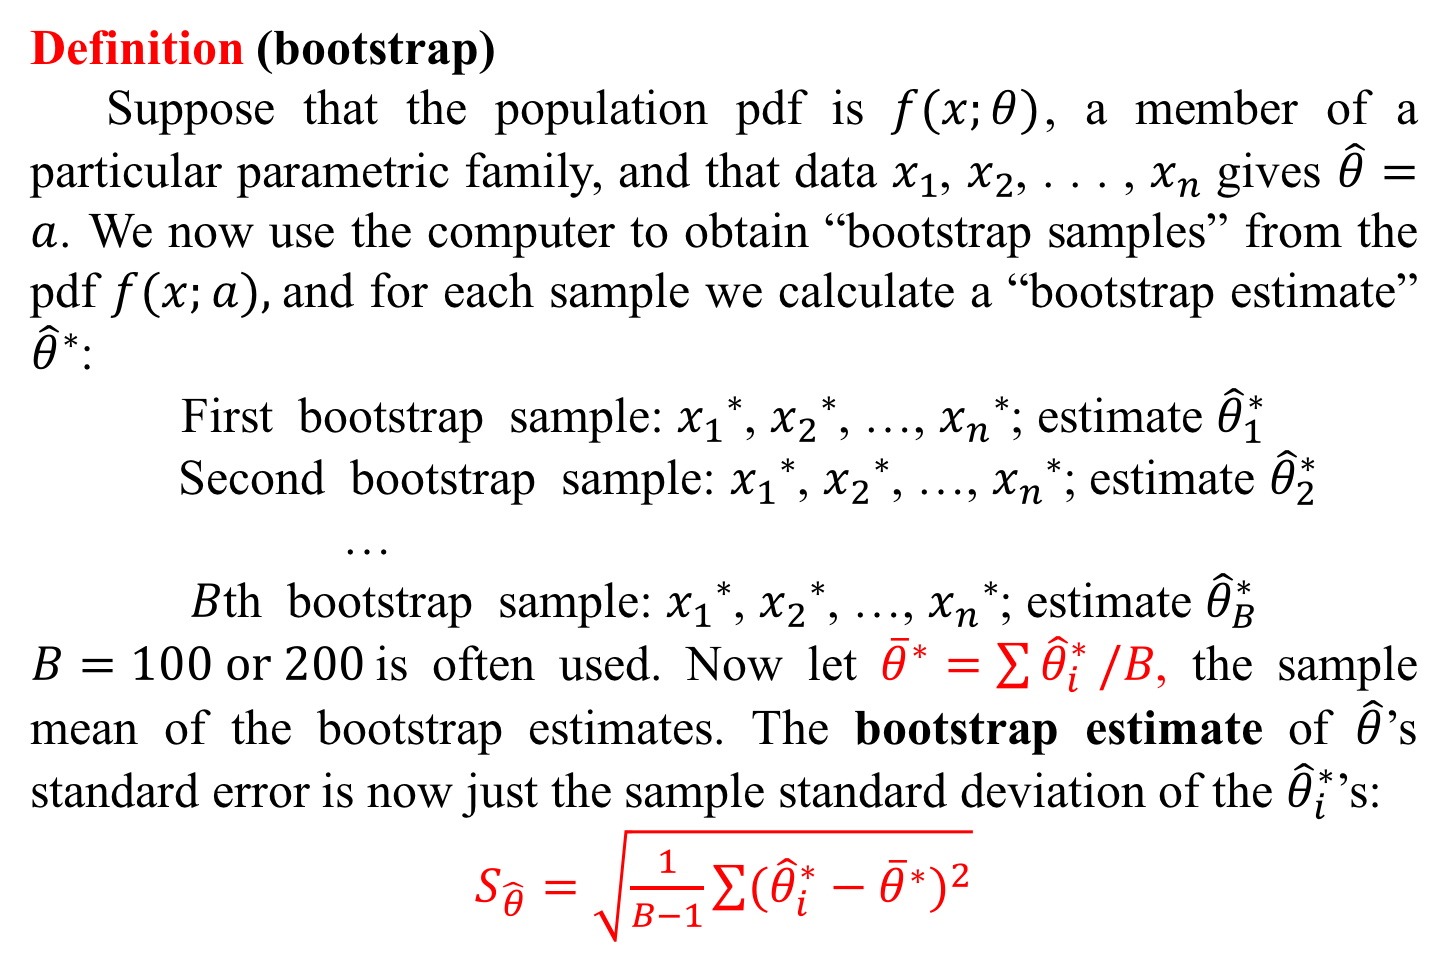 Definition (bootstrap)
Suppose that the population pdf is 𝑓(𝑥; 𝜃), a member of a
particular parametric family, and that data 𝑥₁, 𝑥₂, . . . , 𝑥ₙ gives 𝜃̂ =
𝑎. We now use the computer to obtain “bootstrap samples” from the
pdf 𝑓(𝑥; 𝑎), and for each sample we calculate a “bootstrap estimate”
𝜃̂*:
First bootstrap sample: 𝑥₁*, 𝑥₂*, …, 𝑥ₙ*; estimate 𝜃̂₁*
Second bootstrap sample: 𝑥₁*, 𝑥₂*, …, 𝑥ₙ*; estimate 𝜃̂₂*
…
𝐵th bootstrap sample: 𝑥₁*, 𝑥₂*, …, 𝑥ₙ*; estimate 𝜃̂_B*
𝐵 = 100 or 200 is often used. Now let 𝜃̄* = ∑ 𝜃̂ᵢ* /𝐵, the sample
mean of the bootstrap estimates. The bootstrap estimate of 𝜃̂’s
standard error is now just the sample standard deviation of the 𝜃̂ᵢ*’s:
𝑆_𝜃̂ = √(1/(𝐵−1) ∑(𝜃̂ᵢ* − 𝜃̄*)²)